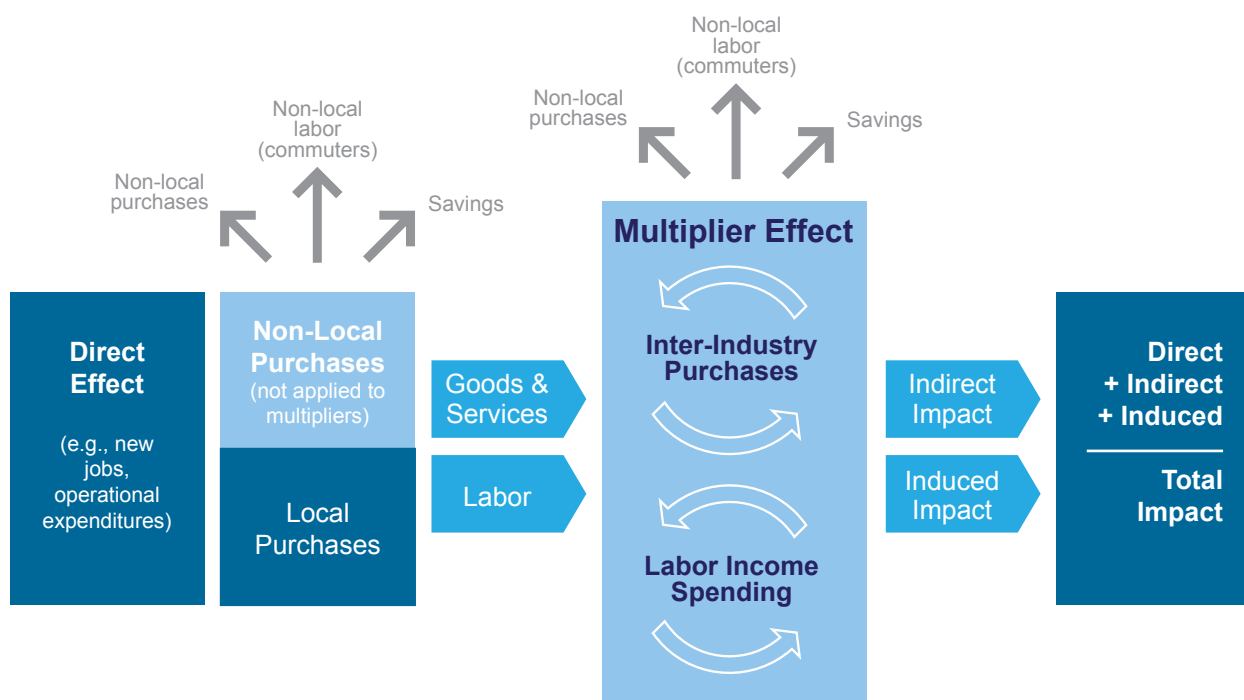 Non-local
labor
(commuters)
Non-local
purchases
Savings
Non-local
labor
(commuters)
Non-local
purchases
Savings
Direct
Effect
(e.g., new
jobs,
operational
expenditures)
Non-Local
Purchases
(not applied to
multipliers)
Local
Purchases
Goods &
Services
Labor
Multiplier Effect
Inter-Industry
Purchases
Labor Income
Spending
Indirect
Impact
Induced
Impact
Direct
+ Indirect
+ Induced
Total
Impact